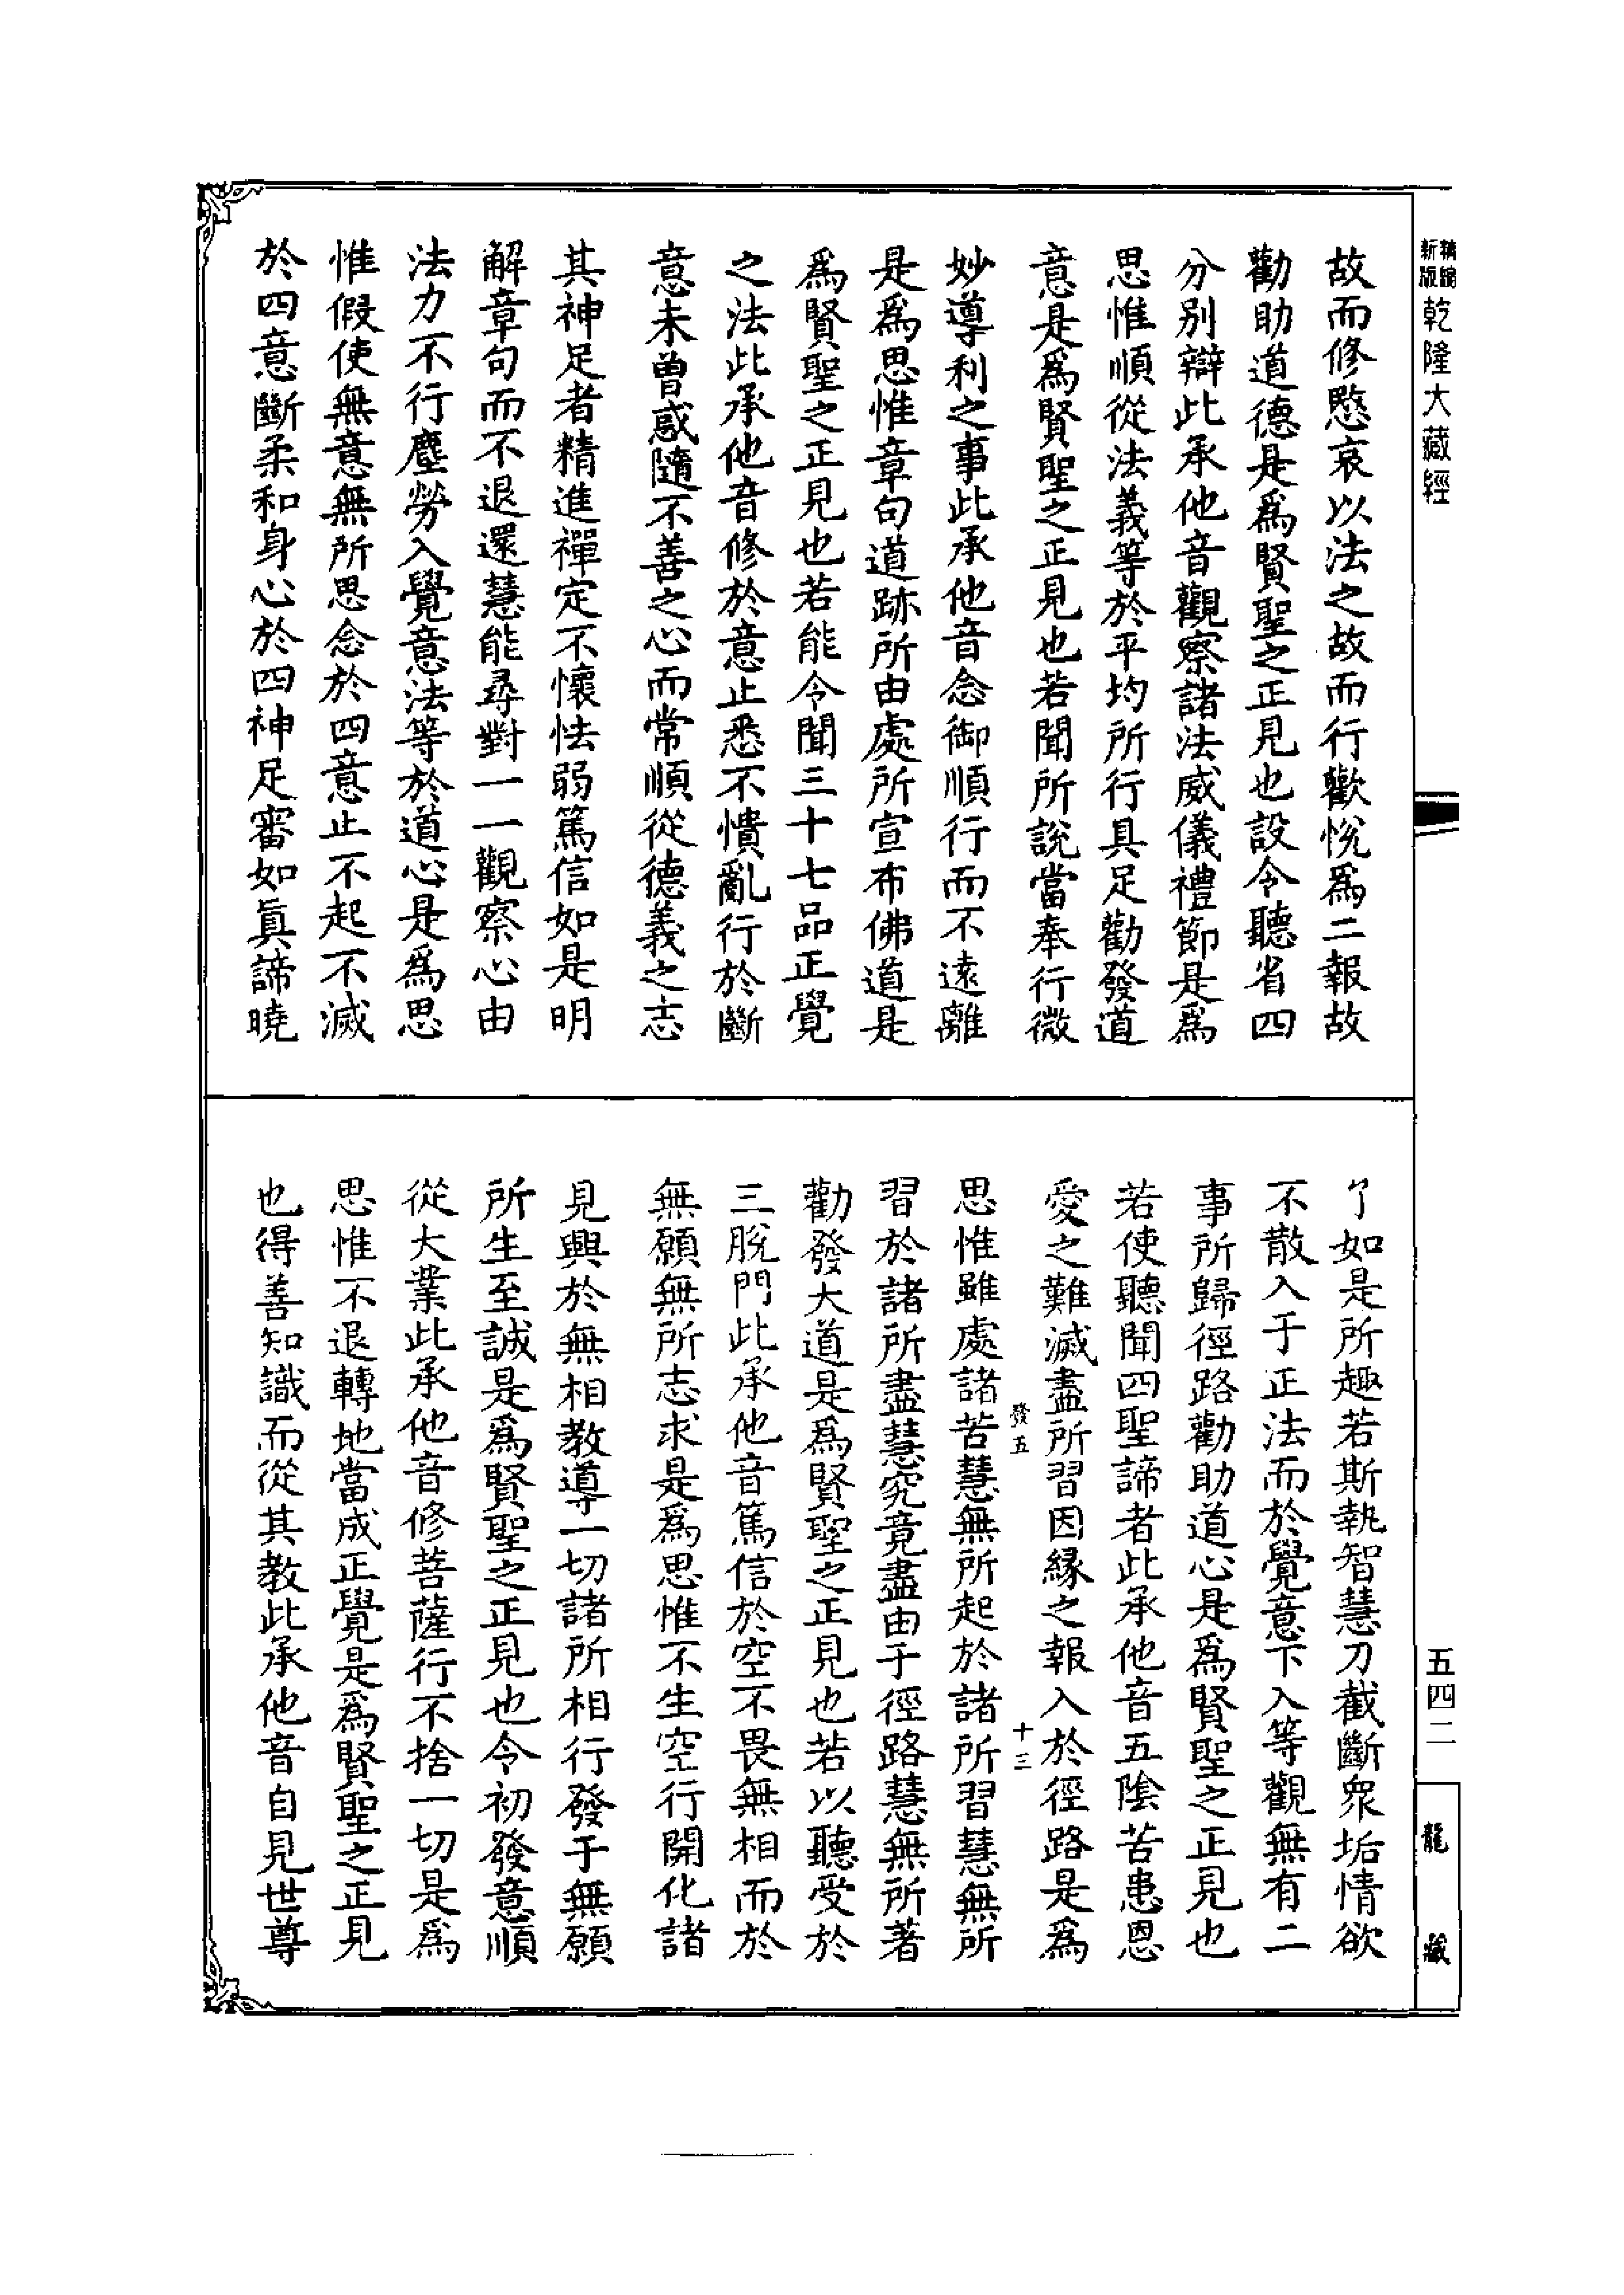 新版精縮乾隆大藏經
故而修愍哀以法之故而行歡悅爲二報故
勸助道德是爲賢聖之正見也設令聽省四
分別辯此承他音觀察諸法威儀禮節是爲
思惟順從法義等於平均所行具足勸發道
意是爲賢聖之正見也若聞所說當奉行微
妙導利之事此承他音念御順行而不遠離
是爲思惟章句道跡所由處所宣布佛道是
爲賢聖之正見也若能令聞三十七品正覺
之法此承他音修於意止悉不憒亂行於斷
意未曾惑隨不善之心而常順從德義之志
其神足者精進禪定不懷怯弱篤信如是明
解章句而不退還慧能尋對一一觀察心由
法力不行塵勞入覺意法等於道心是爲思
惟假使無意無所思念於四意止不起不滅
於四意斷柔和身心於四神足審如眞諦曉
了如是所趣若斯執智慧刀截斷衆垢情欲
不散入于正法而於覺意下入等觀無有二
事所歸徑路勸助道心是爲賢聖之正見也
若使聽聞四聖諦者此承他音五陰苦患恩
愛之難滅盡所習因緣之報入於徑路是爲
發五 十三
思惟雖處諸苦慧無所起於諸所習慧無所
習於諸所盡慧究竟盡由于徑路慧無所著
勸發大道是爲賢聖之正見也若以聽受於
三脫門此承他音篤信於空不畏無相而於
無願無所志求是爲思惟不生空行開化諸
見興於無相教導一切諸所相行發于無願
所生至誠是爲賢聖之正見也令初發意順
從大業此承他音修菩薩行不捨一切是爲
思惟不退轉地當成正覺是爲賢聖之正見
也得善知識而從其教此承他音自見世尊
五四二
龍藏